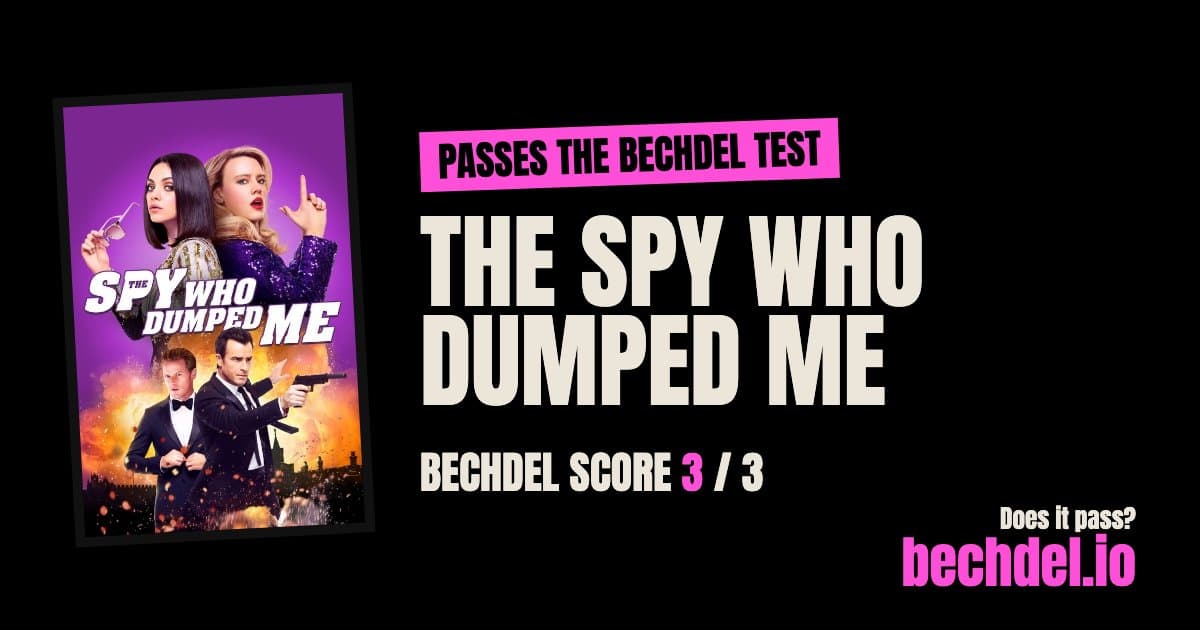 THE
SPY WHO
DUMPED ME
PASSES THE BECHDEL TEST
THE SPY WHO
DUMPED ME
BECHDEL SCORE 3 / 3
Does it pass?
bechdel.io